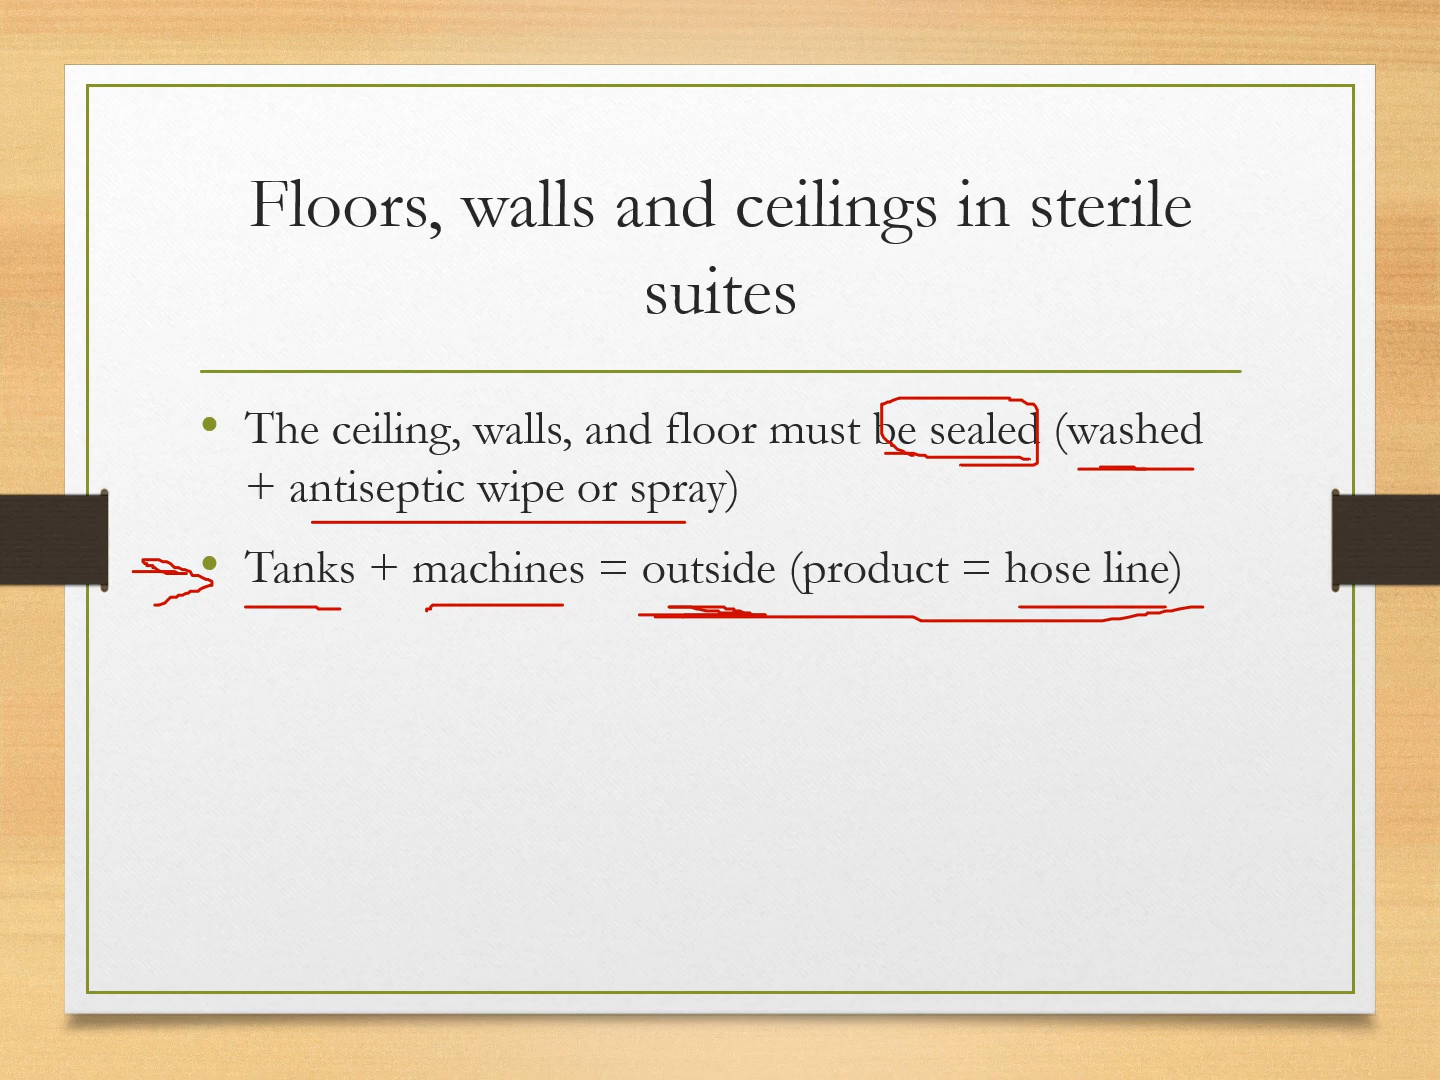 Floors, walls and ceilings in sterile
suites
• The ceiling, walls, and floor must be sealed (washed
+ antiseptic wipe or spray)
• Tanks + machines = outside (product = hose line)